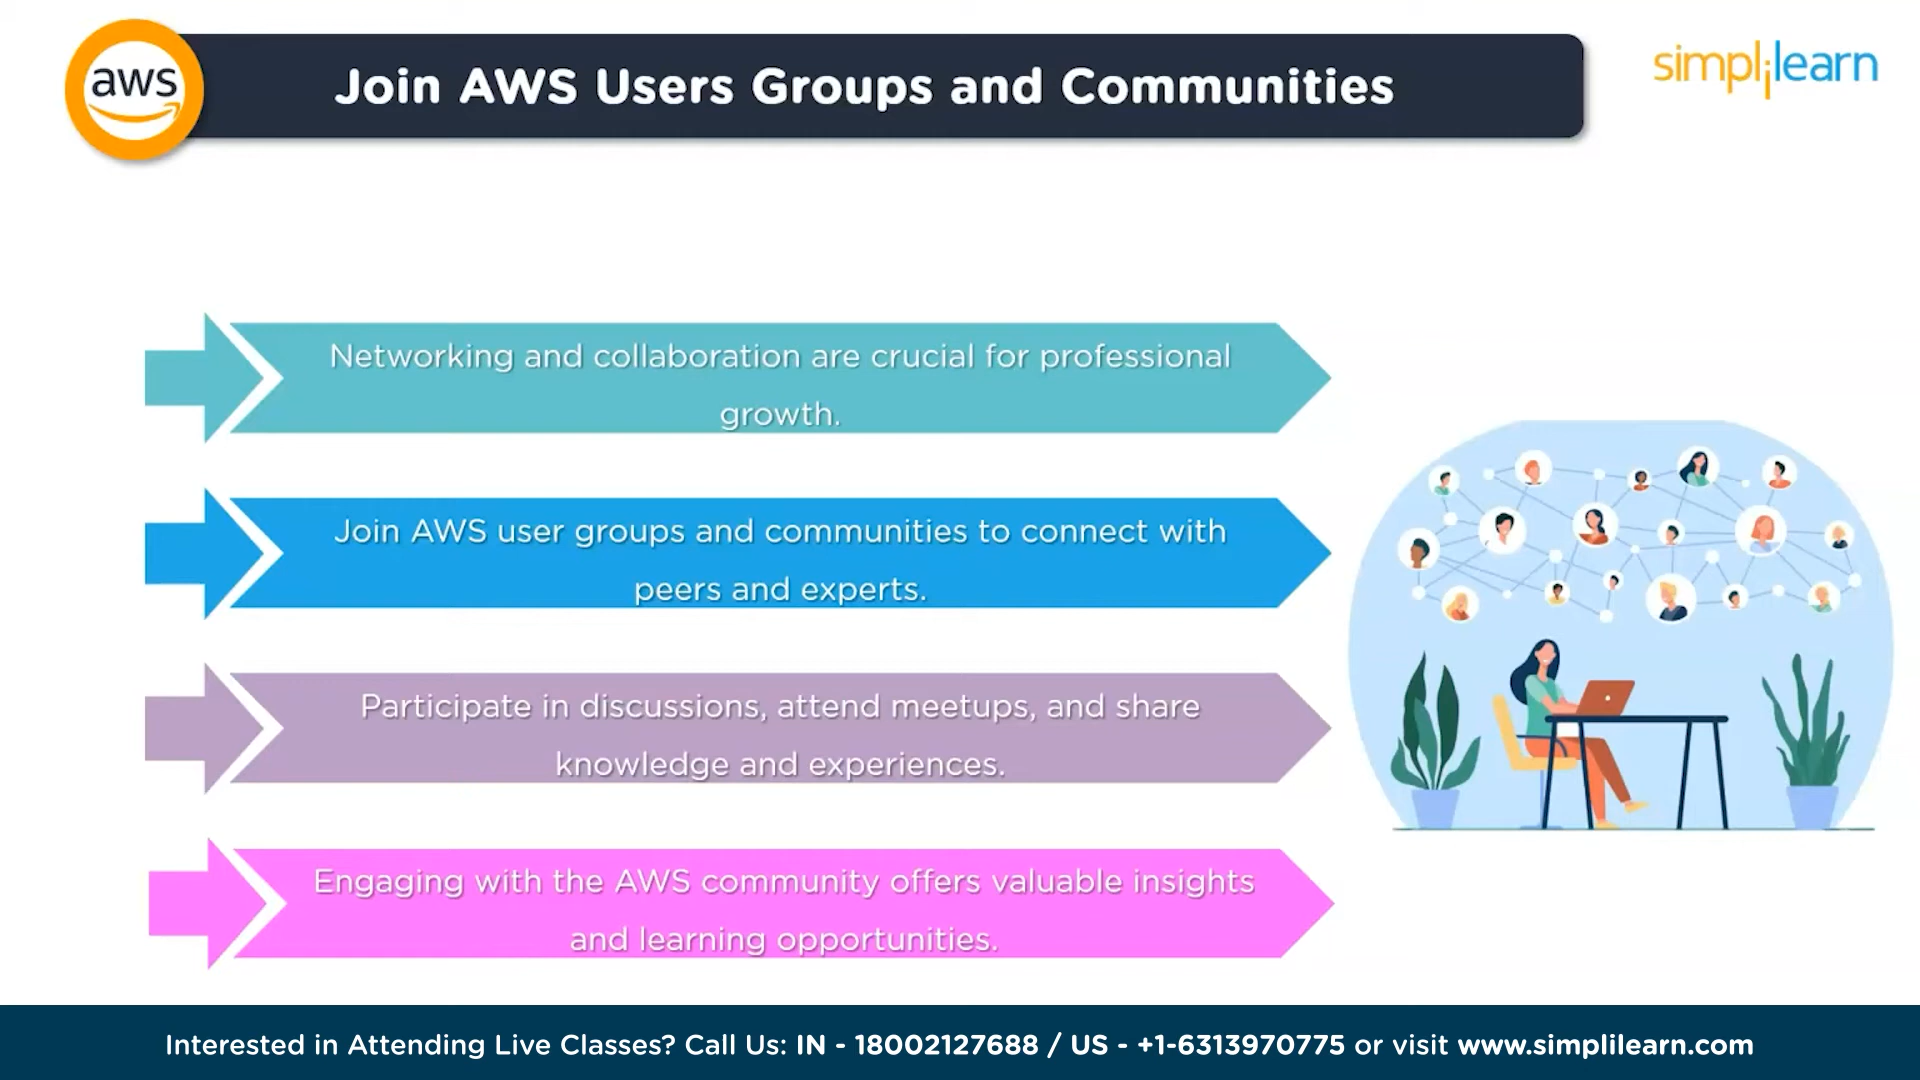 aws
Join AWS Users Groups and Communities
simplilearn
Networking and collaboration are crucial for professional
growth.
Join AWS user groups and communities to connect with
peers and experts.
Participate in discussions, attend meetups, and share
knowledge and experiences.
Engaging with the AWS community offers valuable insights
and learning opportunities.
Interested in Attending Live Classes? Call Us: IN - 18002127688 / US - +1-6313970775 or visit www.simplilearn.com